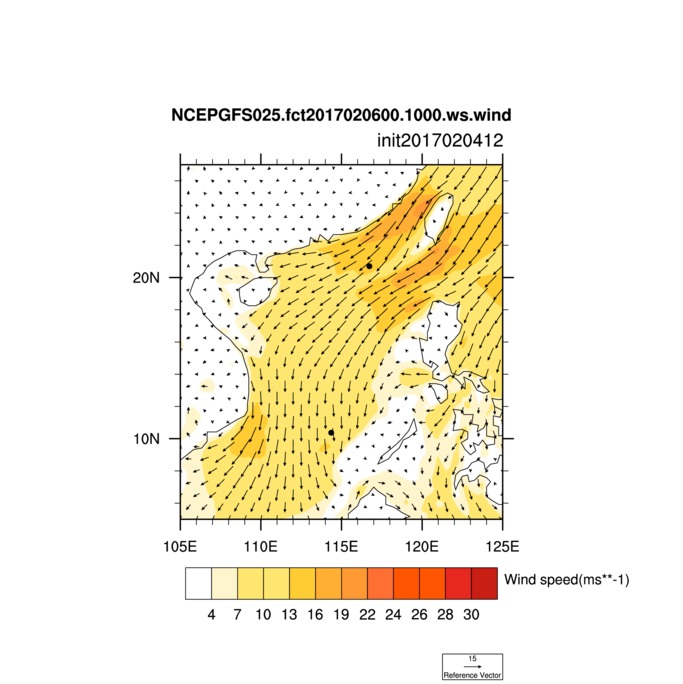 NCEPGFS025.fct2017020600.1000.ws.wind
init2017020412
20N
10N
105E 110E 115E 120E 125E
Wind speed(ms**-1)
4 7 10 13 16 19 22 24 26 28 30
15
Reference Vector